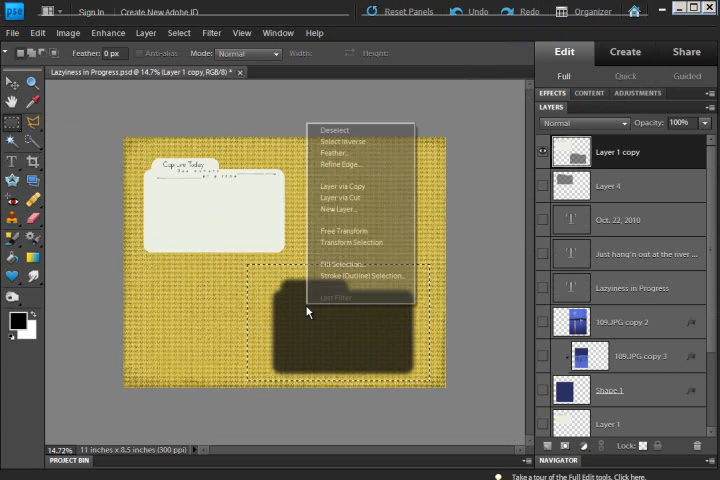 pse Sign In Create New Adobe ID Reset Panels Undo Redo Organizer
File Edit Image Enhance Layer Select Filter View Window Help
Feather: 0 px Anti-alias Mode: Normal Width: Height:
Edit Create Share
Full Quick Guided
Lazyiness in Progress.psd @ 14.7% (Layer 1 copy, RGB/8) * ×
EFFECTS CONTENT ADJUSTMENTS
LAYERS
Normal Opacity: 100%
Layer 1 copy
Layer 4
Oct. 22, 2010
Just hang'n out at the river ...
Lazyiness in Progress
109.JPG copy 2 fx
109.JPG copy 3 fx
Shape 1 fx
Layer 1
Lock:
NAVIGATOR
Capture Today
Deselect
Select Inverse
Feather...
Refine Edge...
Layer via Copy
Layer via Cut
New Layer...
Free Transform
Transform Selection
Fill Selection...
Stroke (Outline) Selection...
Last Filter
14.72% 11 inches x 8.5 inches (300 ppi)
PROJECT BIN
Take a tour of the Full Edit tools. Click here.